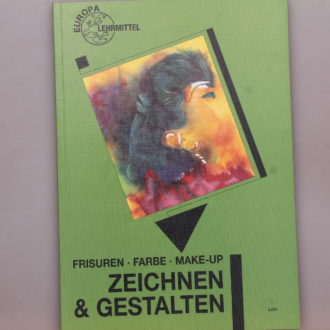 EUROPA
LEHRMITTEL
FRISUREN · FARBE · MAKE-UP
ZEICHNEN
& GESTALTEN